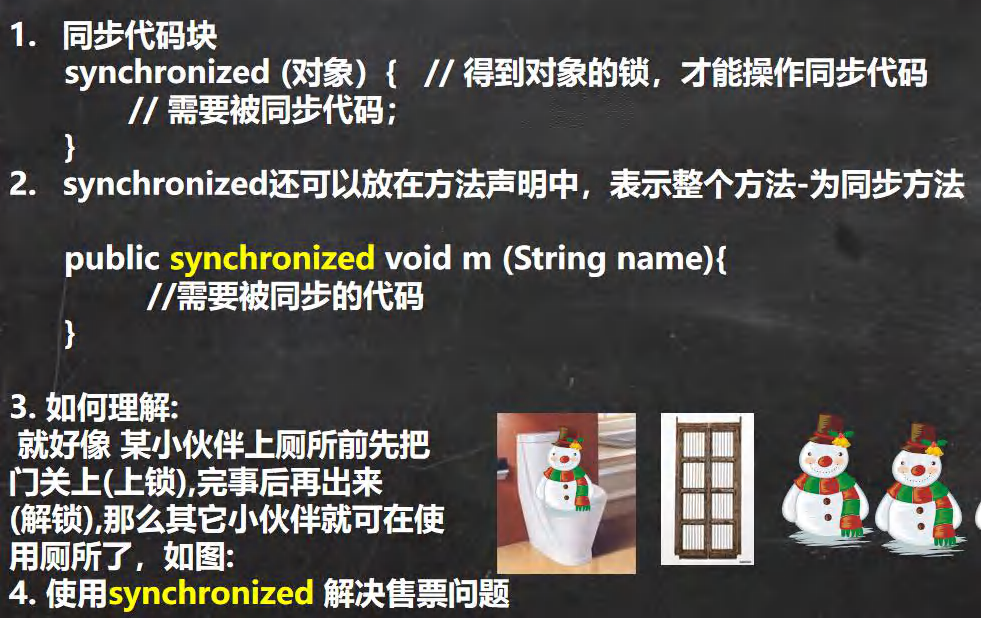 1. 同步代码块
synchronized (对象）{ // 得到对象的锁，才能操作同步代码
// 需要被同步代码；
}
2. synchronized还可以放在方法声明中，表示整个方法-为同步方法
public synchronized void m (String name){
//需要被同步的代码
}
3. 如何理解:
就好像 某小伙伴上厕所前先把
门关上(上锁),完事后再出来
(解锁),那么其它小伙伴就可在使
用厕所了，如图:
4. 使用synchronized 解决售票问题